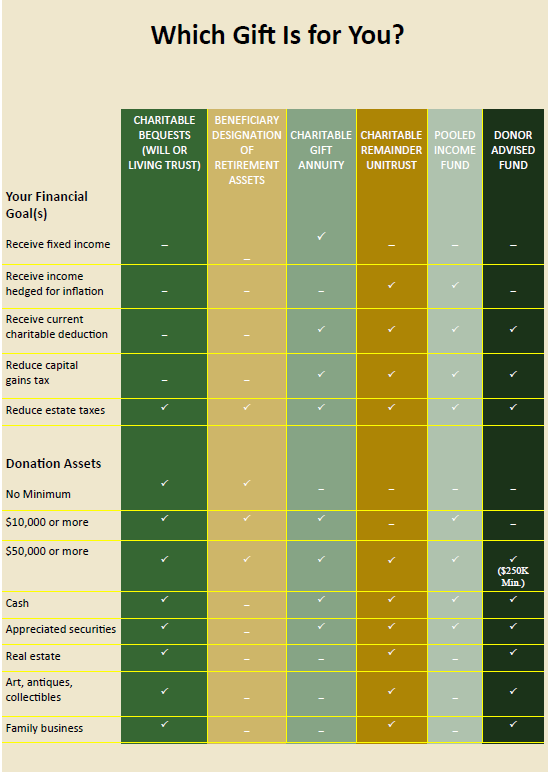 Which Gift Is for You?
CHARITABLE
BEQUESTS
(WILL OR
LIVING TRUST)
BENEFICIARY
DESIGNATION
OF
RETIREMENT
ASSETS
CHARITABLE
GIFT
ANNUITY
CHARITABLE
REMAINDER
UNITRUST
POOLED
INCOME
FUND
DONOR
ADVISED
FUND
Your Financial
Goal(s)
Receive fixed income – – ✓ – – –
Receive income
hedged for inflation – – – ✓ ✓ –
Receive current
charitable deduction – – ✓ ✓ ✓ ✓
Reduce capital
gains tax – – ✓ ✓ ✓ ✓
Reduce estate taxes ✓ ✓ ✓ ✓ ✓ ✓
Donation Assets
No Minimum ✓ ✓ – – – –
$10,000 or more ✓ ✓ ✓ – ✓ –
$50,000 or more ✓ ✓ ✓ ✓ ✓ ✓
($250K
Min.)
Cash ✓ – ✓ ✓ ✓ ✓
Appreciated securities ✓ – ✓ ✓ ✓ ✓
Real estate ✓ – – ✓ – ✓
Art, antiques,
collectibles ✓ – – ✓ – ✓
Family business ✓ – – ✓ – ✓